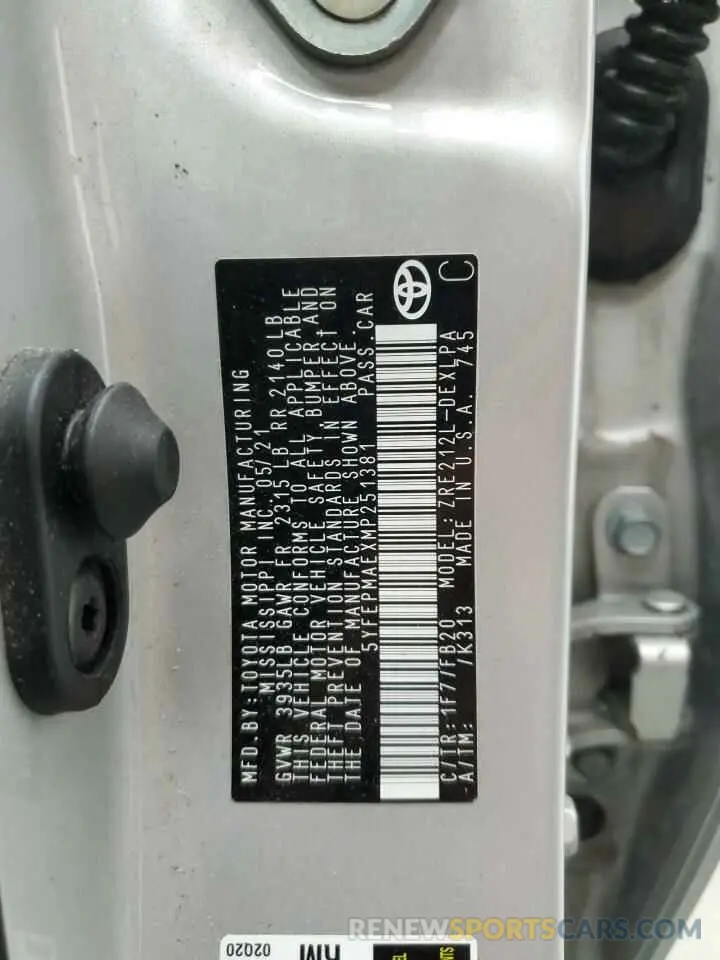 MFD.BY:TOYOTA MOTOR MANUFACTURING
MISSISSIPPI INC. 05/21
GVWR 3935LB GAWR FR 2315 LB RR 2140 LB
THIS VEHICLE CONFORMS TO ALL APPLICABLE
FEDERAL MOTOR VEHICLE SAFETY BUMPER AND
THEFT PREVENTION STANDARDS IN EFFECT ON
THE DATE OF MANUFACTURE SHOWN ABOVE.
5YFEPMAEXMP251381 PASS.CAR
C/TR: 1F7/FB20 MODEL: ZRE212L-DEXLPA
A/TM: /K313 MADE IN U.S.A. 745
C
02Q20
RENEWSPORTSCARS.COM